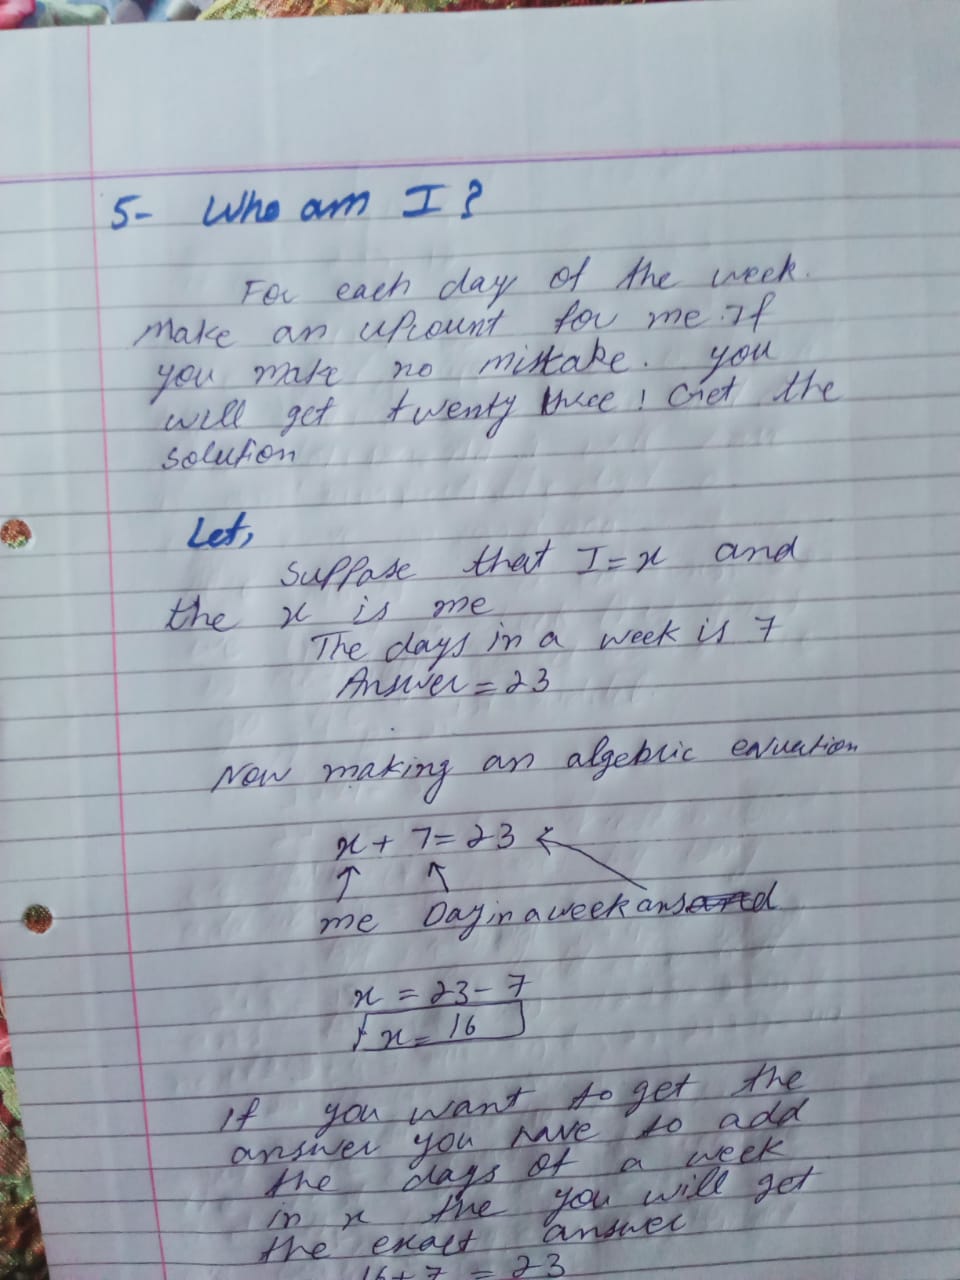 5- Who am I?
For each day of the week.
make an upcount for me. If
you make no mistake. you
will get twenty three! Get the
solution
Let,
Suppase that I=x and
the x is me
The days in a week is 7
Answer = 23
Now making an algebric equation
x + 7 = 23
me Day in a week ans
x = 23 - 7
x = 16
If you want to get the
answer you have to add
the days of a week
in x the you will get
the exact answer
16 + 7 = 23